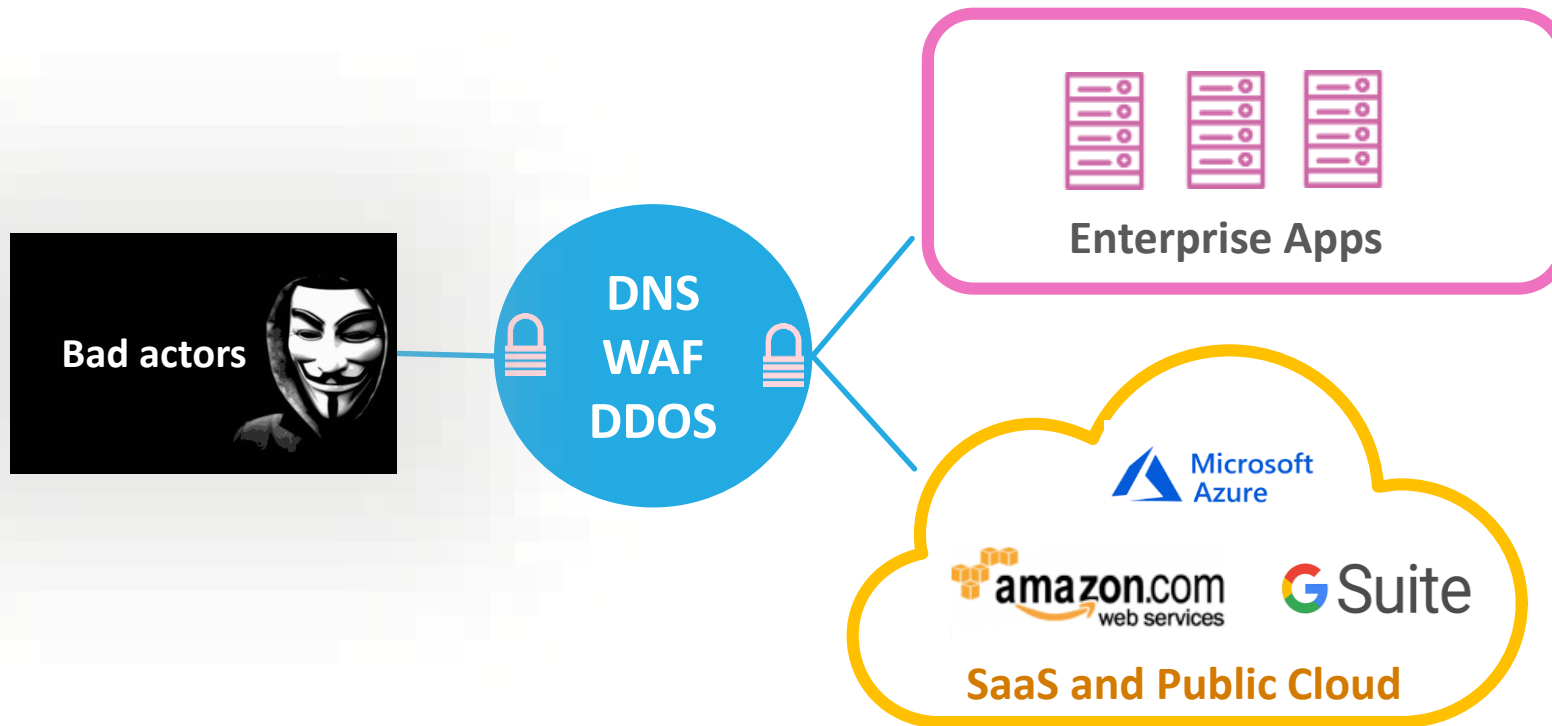 Bad actors
DNS
WAF
DDOS
Enterprise Apps
Microsoft
Azure
amazon.com
web services
G Suite
SaaS and Public Cloud